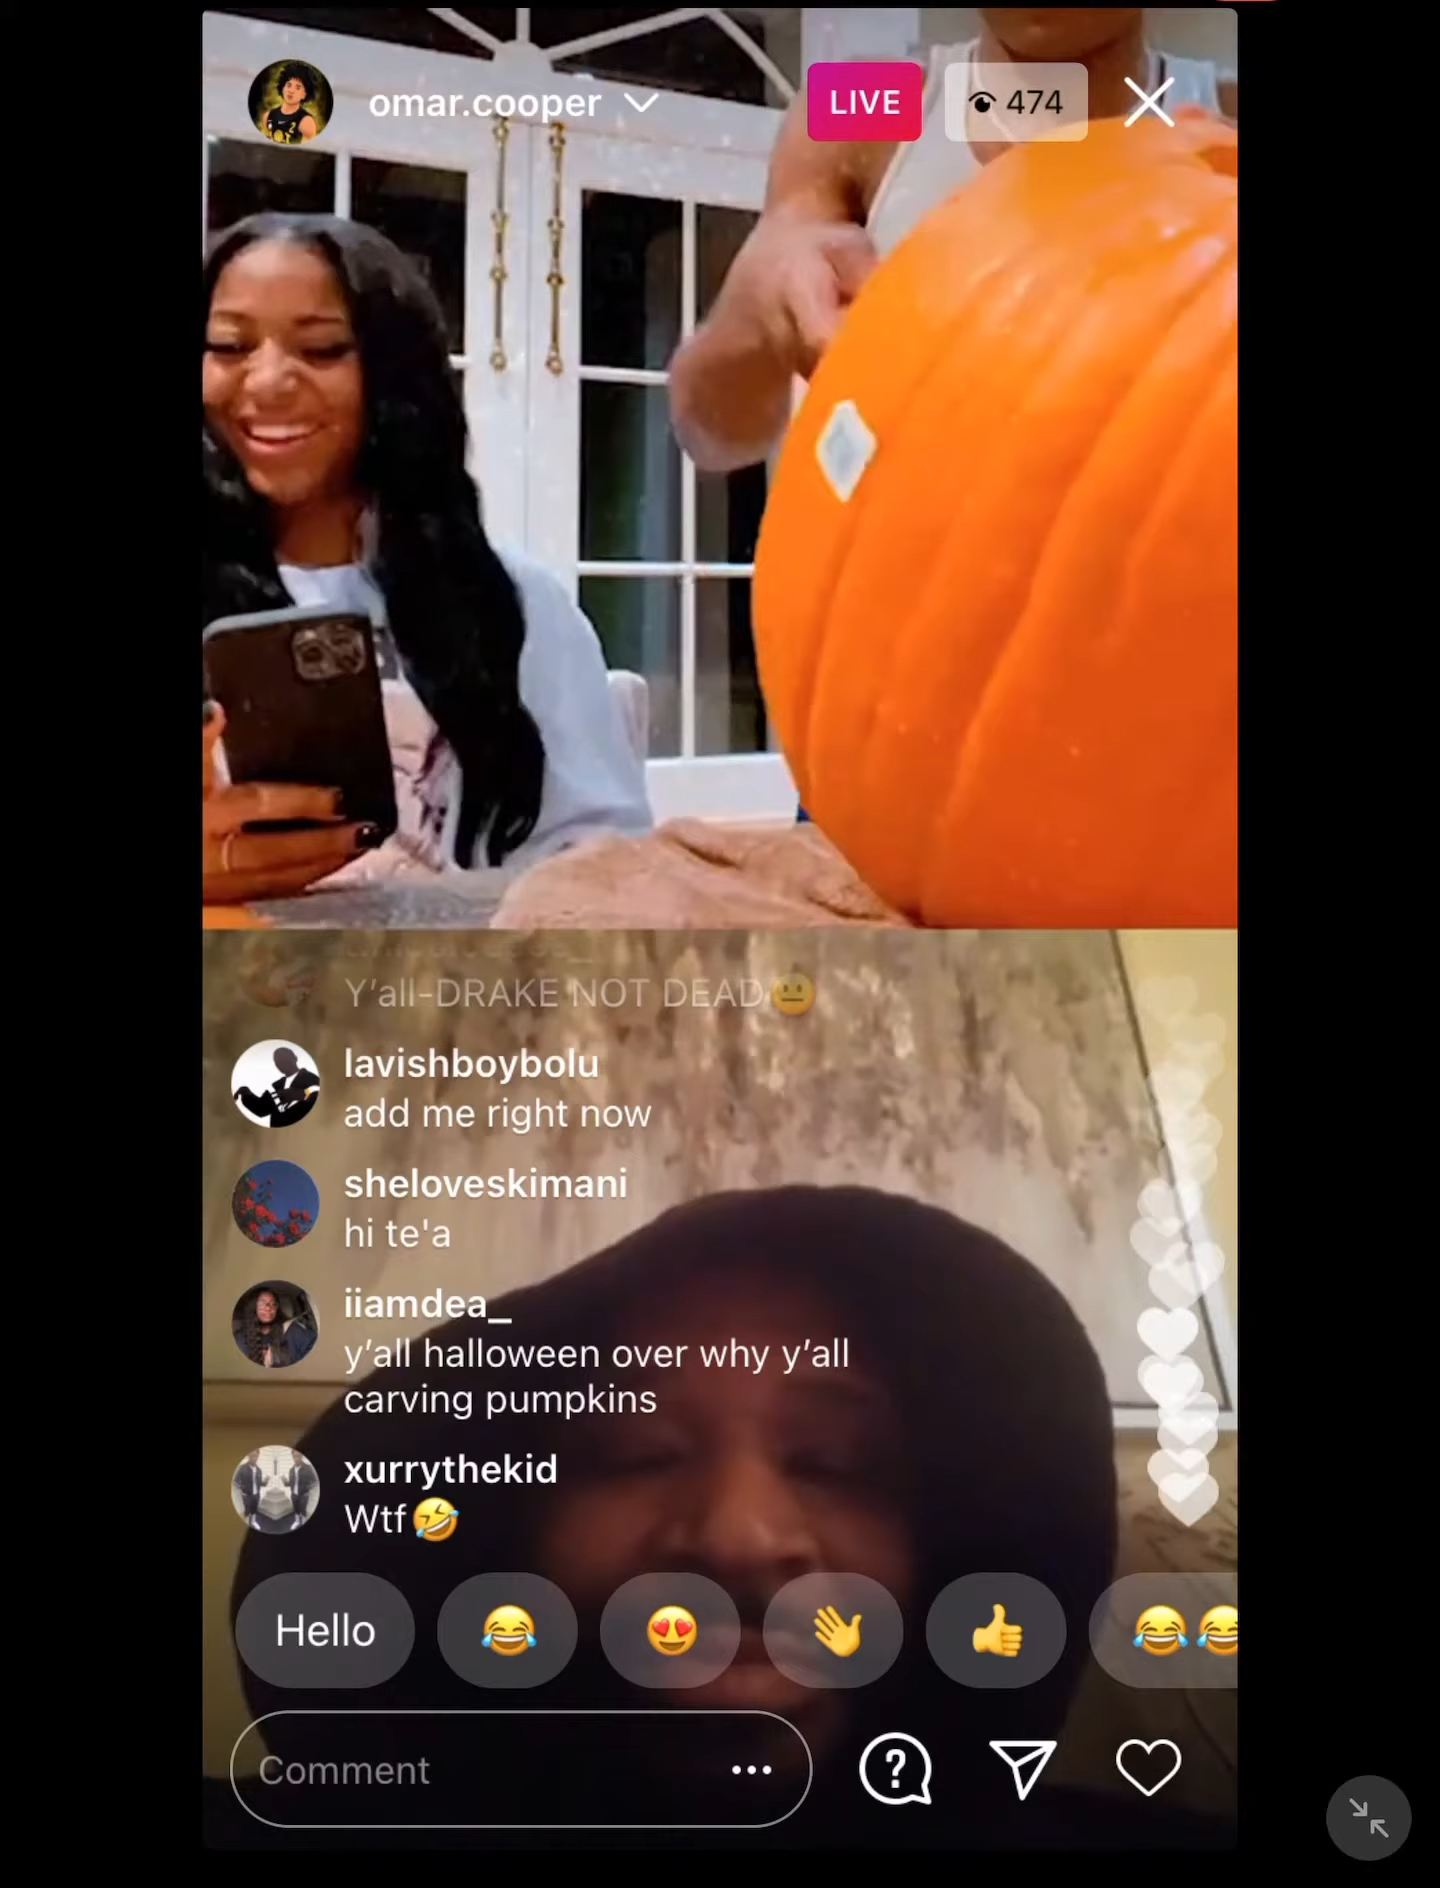 omar.cooper
LIVE
474
Y'all-DRAKE NOT DEAD😐
lavishboybolu
add me right now
sheloveskimani
hi te'a
iiamdea_
y'all halloween over why y'all
carving pumpkins
xurrythekid
Wtf🤣
Hello 😂 😍 👋 👍 😂😂
Comment